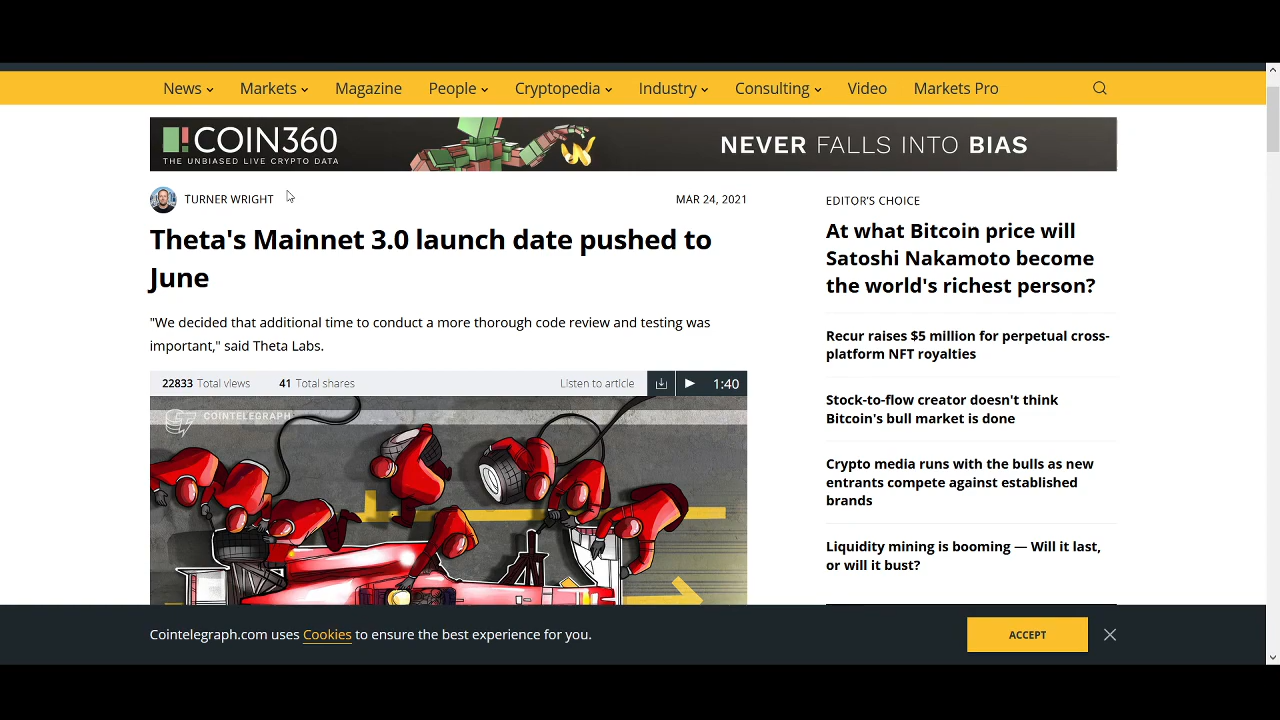 News Markets Magazine People Cryptopedia Industry Consulting Video Markets Pro
COIN360
THE UNBIASED LIVE CRYPTO DATA
NEVER FALLS INTO BIAS
TURNER WRIGHT
MAR 24, 2021
Theta's Mainnet 3.0 launch date pushed to
June
"We decided that additional time to conduct a more thorough code review and testing was
important," said Theta Labs.
22833 Total views 41 Total shares Listen to article 1:40
COINTELEGRAPH
EDITOR'S CHOICE
At what Bitcoin price will
Satoshi Nakamoto become
the world's richest person?
Recur raises $5 million for perpetual cross-
platform NFT royalties
Stock-to-flow creator doesn't think
Bitcoin's bull market is done
Crypto media runs with the bulls as new
entrants compete against established
brands
Liquidity mining is booming — Will it last,
or will it bust?
Cointelegraph.com uses Cookies to ensure the best experience for you.
ACCEPT